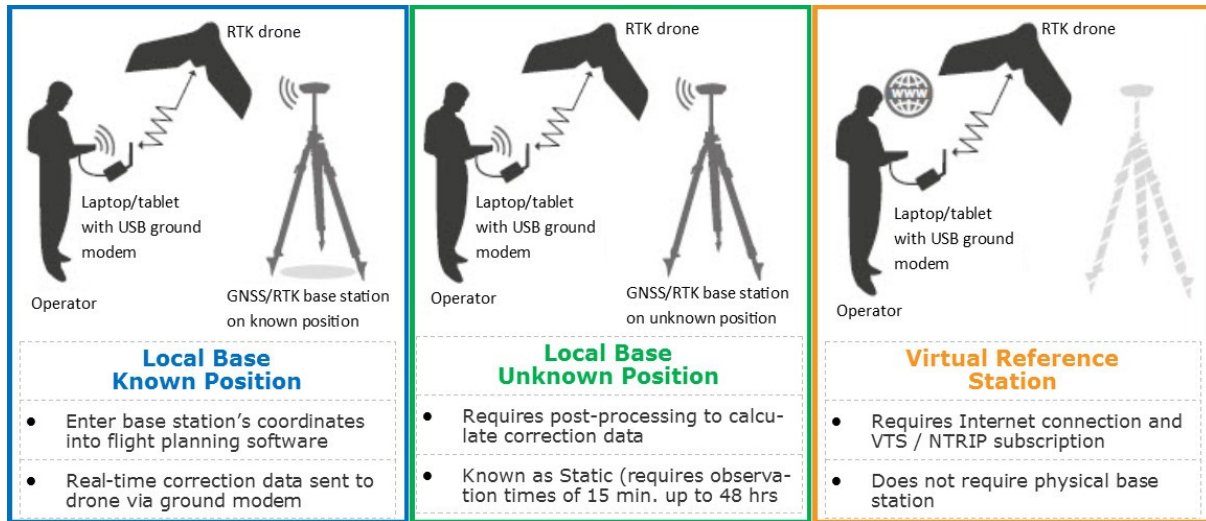 RTK drone
Laptop/tablet
with USB ground
modem
Operator
GNSS/RTK base station
on known position
Local Base
Known Position
● Enter base station's coordinates
into flight planning software
● Real-time correction data sent to
drone via ground modem
RTK drone
Laptop/tablet
with USB ground
modem
Operator
GNSS/RTK base station
on unknown position
Local Base
Unknown Position
● Requires post-processing to calcu-
late correction data
● Known as Static (requires observa-
tion times of 15 min. up to 48 hrs
RTK drone
WWW
Laptop/tablet
with USB ground
modem
Operator
Virtual Reference
Station
● Requires Internet connection and
VTS / NTRIP subscription
● Does not require physical base
station